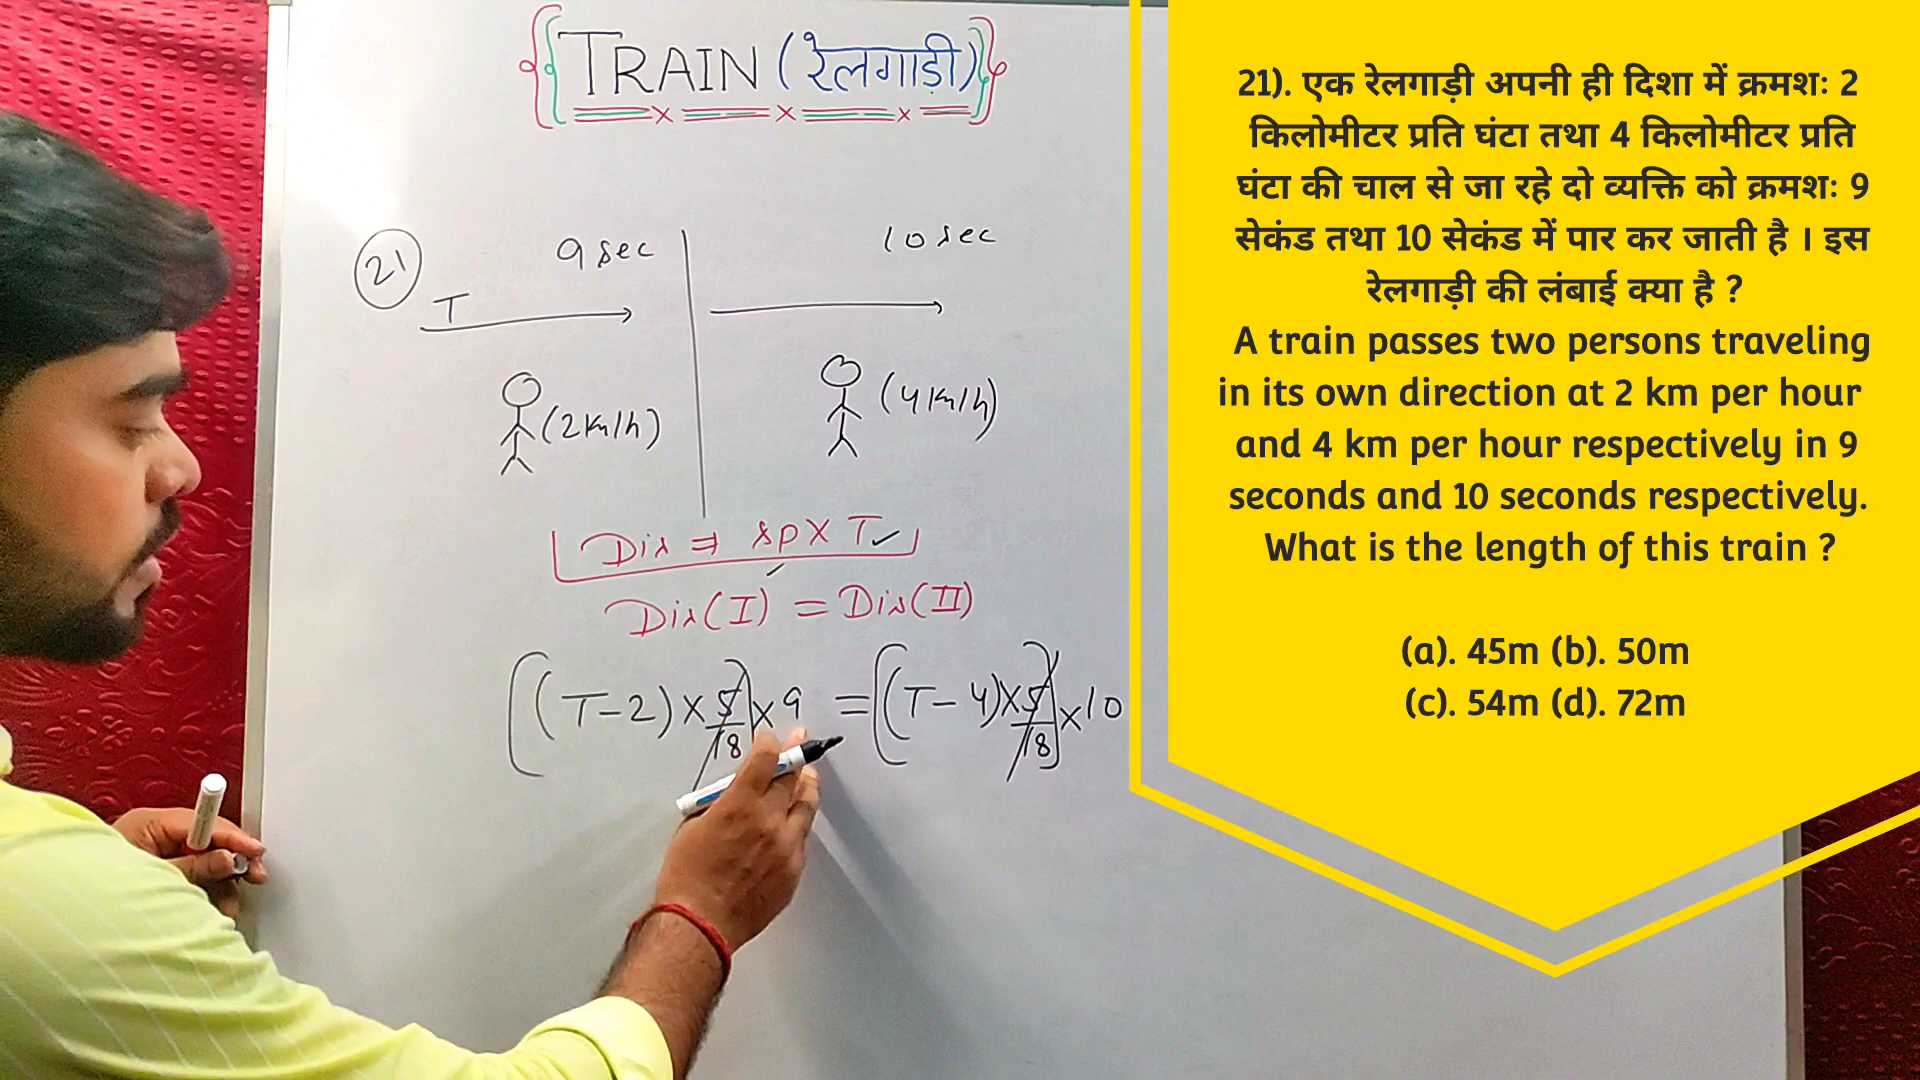 TRAIN (रेलगाड़ी)
21
9 sec
10 sec
T
(2Km/h)
(4Km/h)
Dis ⇒ sp X T
Dis(I) = Dis(II)
[(T-2)×5/18]×9 = [(T-4)×5/18]×10
21). एक रेलगाड़ी अपनी ही दिशा में क्रमशः 2
किलोमीटर प्रति घंटा तथा 4 किलोमीटर प्रति
घंटा की चाल से जा रहे दो व्यक्ति को क्रमशः 9
सेकंड तथा 10 सेकंड में पार कर जाती है । इस
रेलगाड़ी की लंबाई क्या है ?
A train passes two persons traveling
in its own direction at 2 km per hour
and 4 km per hour respectively in 9
seconds and 10 seconds respectively.
What is the length of this train ?
(a). 45m (b). 50m
(c). 54m (d). 72m